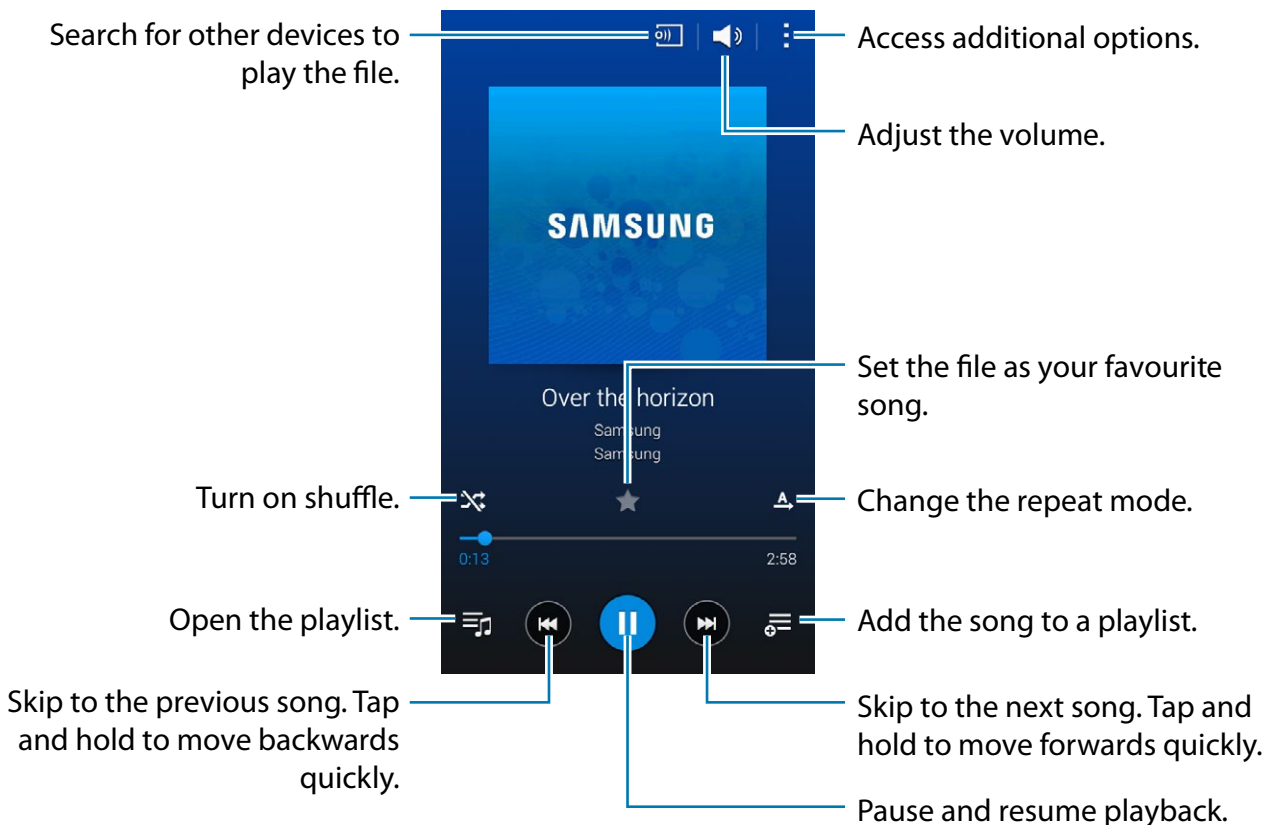 Search for other devices to
play the file.
Access additional options.
Adjust the volume.
SAMSUNG
Set the file as your favourite
song.
Over the horizon
Samsung
Samsung
Turn on shuffle.
A
Change the repeat mode.
0:13
2:58
Open the playlist.
Add the song to a playlist.
Skip to the previous song. Tap
and hold to move backwards
quickly.
Skip to the next song. Tap and
hold to move forwards quickly.
Pause and resume playback.